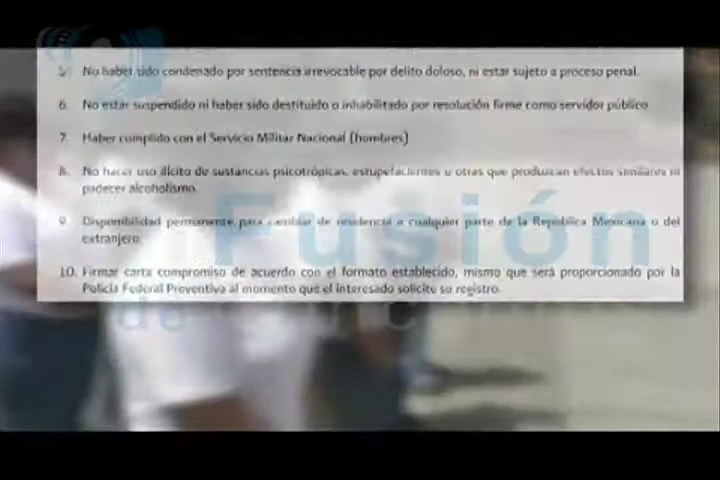 5. No haber sido condenado por sentencia irrevocable por delito doloso, ni estar sujeto a proceso penal.
6. No estar suspendido ni haber sido destituido o inhabilitado por resolución firme como servidor público
7. Haber cumplido con el Servicio Militar Nacional (hombres)
8. No hacer uso ilícito de sustancias psicotrópicas, estupefacientes u otras que produzcan efectos similares ni
padecer alcoholismo.
9. Disponibilidad permanente para cambiar de residencia a cualquier parte de la República Mexicana o del
extranjero.
10. Firmar carta compromiso de acuerdo con el formato establecido, mismo que será proporcionado por la
Policía Federal Preventiva al momento que el interesado solicite su registro.
Fusión
de